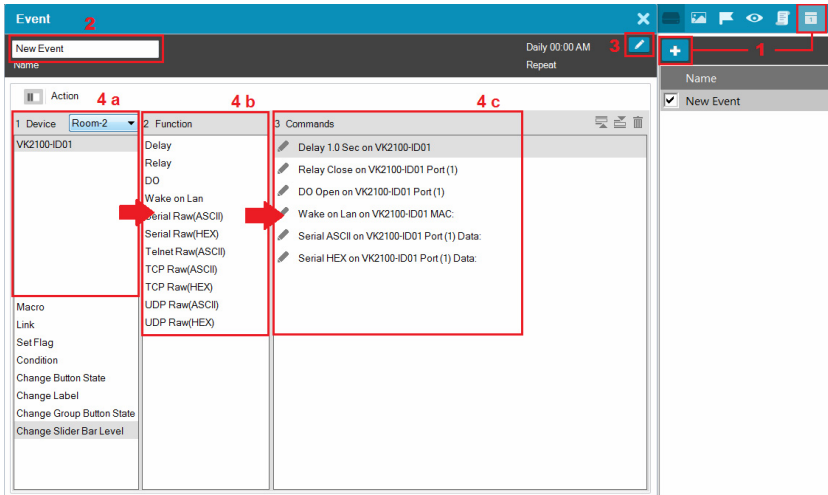 Event
2
New Event
Name
Daily 00:00 AM
Repeat
3
1
Name
New Event
Action
4 a
4 b
4 c
1 Device
Room-2
2 Function
3 Commands
VK2100-ID01
Macro
Link
Set Flag
Condition
Change Button State
Change Label
Change Group Button State
Change Slider Bar Level
Delay
Relay
DO
Wake on Lan
Serial Raw(ASCII)
Serial Raw(HEX)
Telnet Raw(ASCII)
TCP Raw(ASCII)
TCP Raw(HEX)
UDP Raw(ASCII)
UDP Raw(HEX)
Delay 1.0 Sec on VK2100-ID01
Relay Close on VK2100-ID01 Port (1)
DO Open on VK2100-ID01 Port (1)
Wake on Lan on VK2100-ID01 MAC:
Serial ASCII on VK2100-ID01 Port (1) Data:
Serial HEX on VK2100-ID01 Port (1) Data: